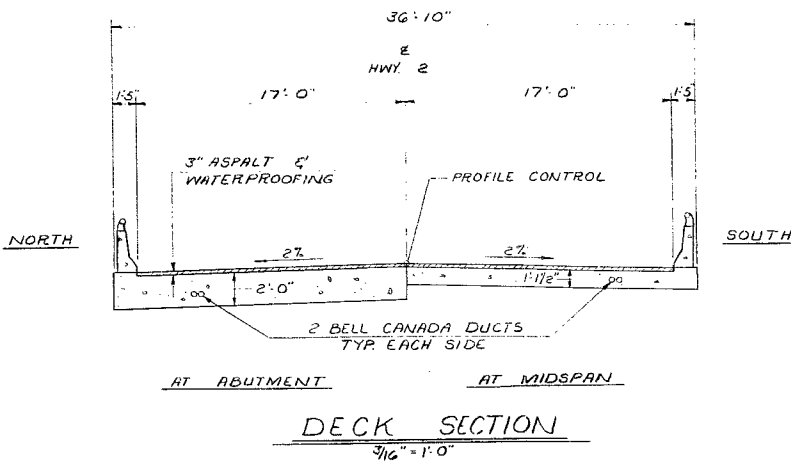 36'-10"
℄
HWY. 2
1'-5" 17'-0" 17'-0" 1'-5"
3" ASPALT &
WATERPROOFING
PROFILE CONTROL
NORTH
SOUTH
2% 2%
2'-0" 1'-1 1/2"
2 BELL CANADA DUCTS
TYP. EACH SIDE
AT ABUTMENT AT MIDSPAN
DECK SECTION
3/16" = 1'-0"